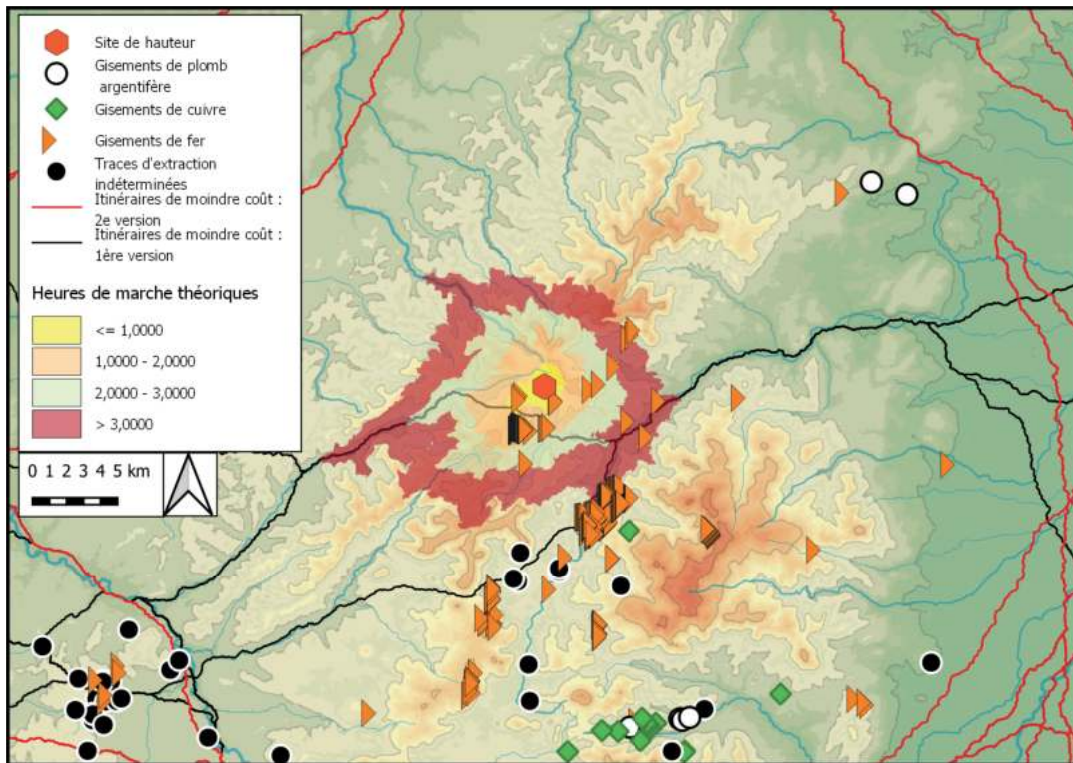 Site de hauteur
Gisements de plomb
argentifère
Gisements de cuivre
Gisements de fer
Traces d'extraction
indéterminées
Itinéraires de moindre coût :
2e version
Itinéraires de moindre coût :
1ère version
Heures de marche théoriques
<= 1,0000
1,0000 - 2,0000
2,0000 - 3,0000
> 3,0000
0 1 2 3 4 5 km